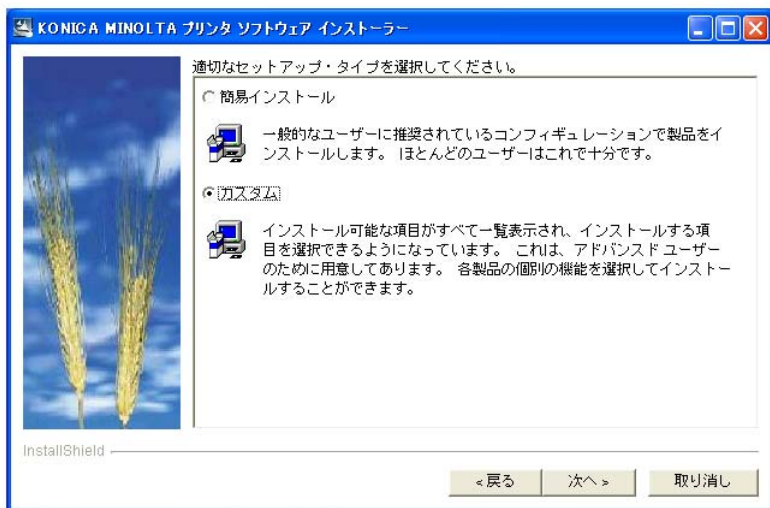 KONICA MINOLTA プリンタ ソフトウェア インストーラー
適切なセットアップ・タイプを選択してください。
簡易インストール
一般的なユーザーに推奨されているコンフィギュレーションで製品をイ
ンストールします。 ほとんどのユーザーはこれで十分です。
カスタム
インストール可能な項目がすべて一覧表示され、インストールする項
目を選択できるようになっています。 これは、アドバンスド ユーザー
のために用意してあります。 各製品の個別の機能を選択してインストー
ルすることができます。
InstallShield
« 戻る
次へ »
取り消し